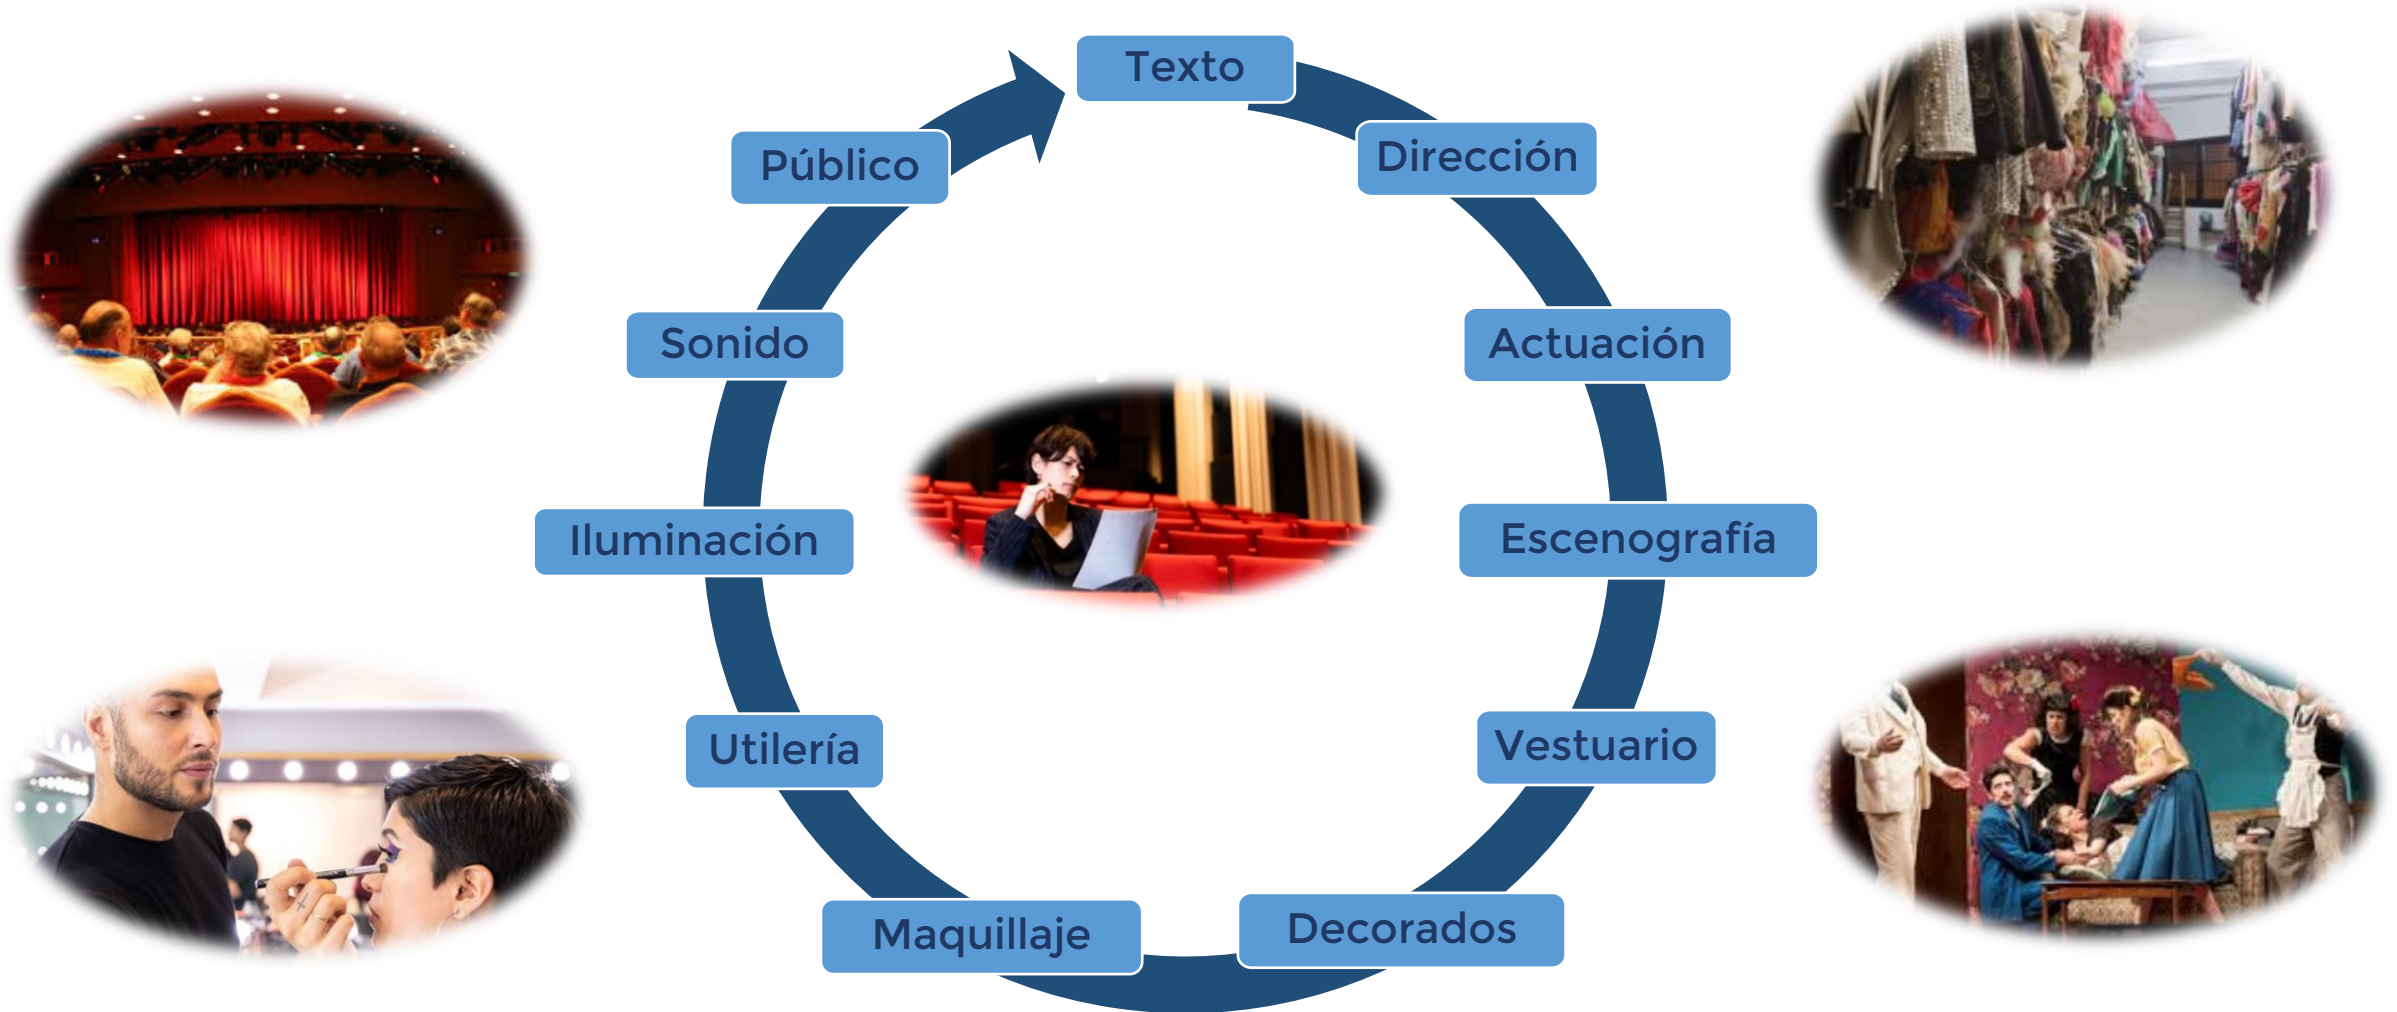 Texto
Dirección
Actuación
Escenografía
Vestuario
Decorados
Maquillaje
Utilería
Iluminación
Sonido
Público